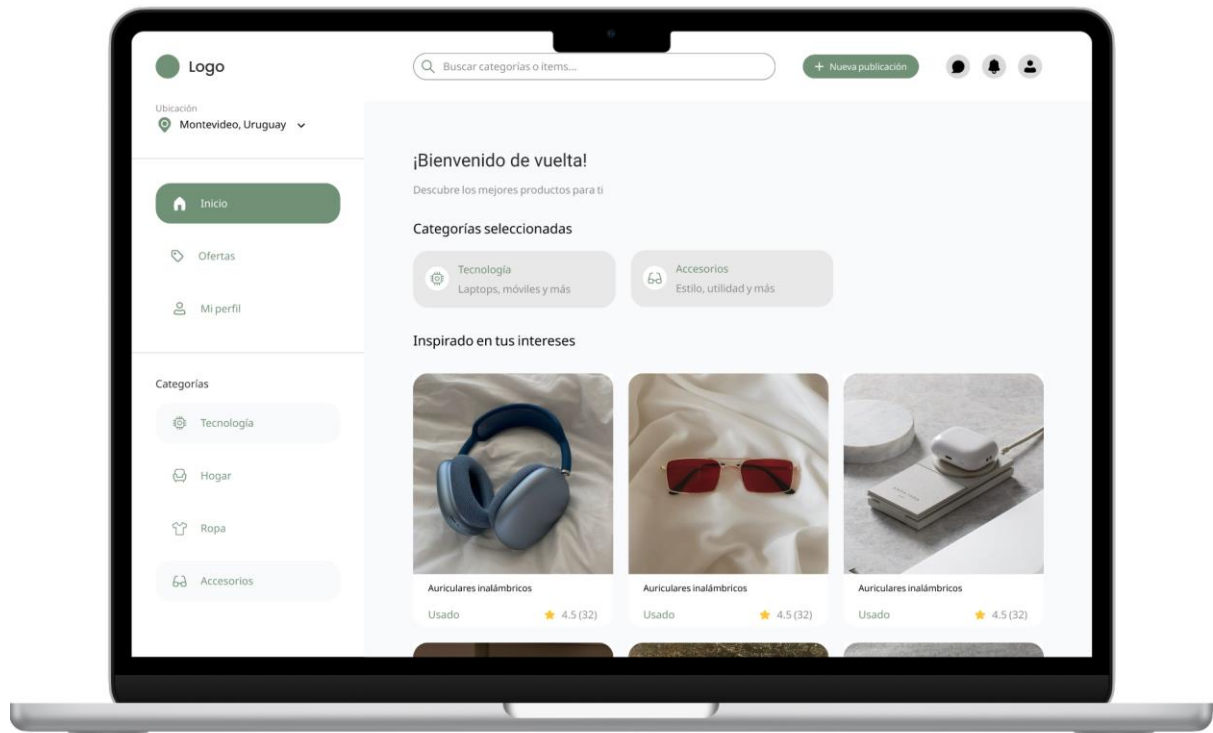 Logo
Buscar categorías o items...
+ Nueva publicación
Ubicación
Montevideo, Uruguay
Inicio
Ofertas
Mi perfil
Categorías
Tecnología
Hogar
Ropa
Accesorios
¡Bienvenido de vuelta!
Descubre los mejores productos para ti
Categorías seleccionadas
Tecnología
Laptops, móviles y más
Accesorios
Estilo, utilidad y más
Inspirado en tus intereses
Auriculares inalámbricos
Usado
4.5 (32)
Auriculares inalámbricos
Usado
4.5 (32)
Auriculares inalámbricos
Usado
4.5 (32)